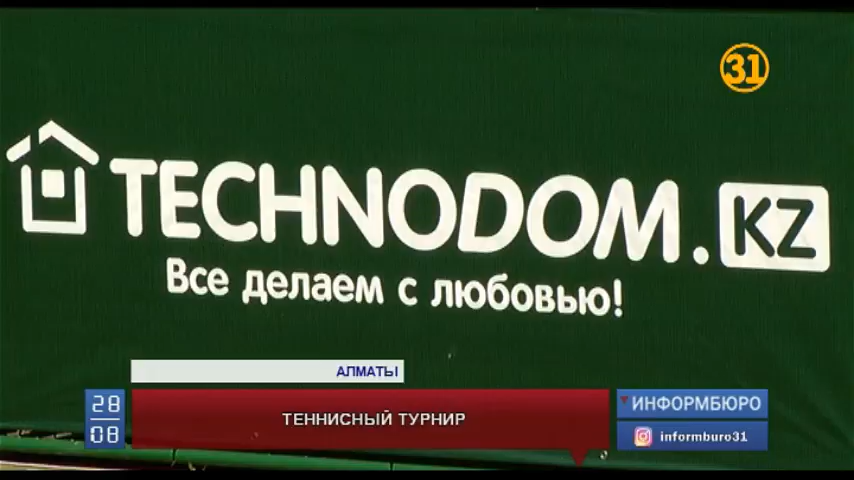 31
TECHNODOM.KZ
Все делаем с любовью!
АЛМАТЫ
28
08
ТЕННИСНЫЙ ТУРНИР
ИНФОРМБЮРО
informburo31